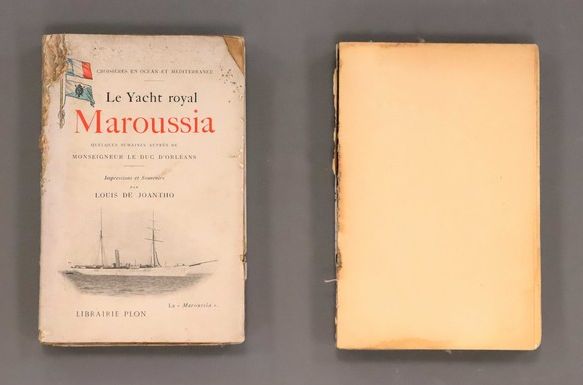 CROISIÈRES EN OCÉAN ET MÉDITERRANÉE
Le Yacht royal
Maroussia
QUELQUES SEMAINES AUPRÈS DE
MONSEIGNEUR LE DUC D'ORLÉANS
Impressions et Souvenirs
PAR
LOUIS DE JOANTHO
La « Maroussia ».
LIBRAIRIE PLON